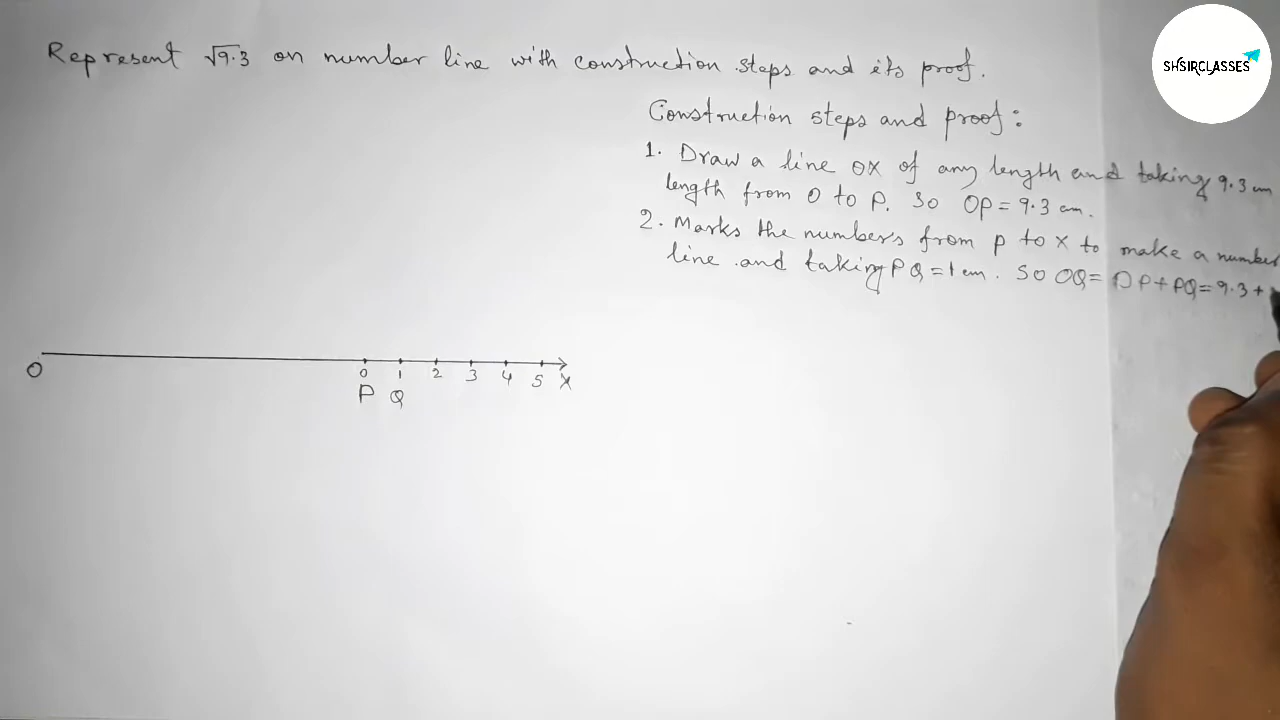 Represent √9.3 on number line with construction steps and its proof.
SHSIRCLASSES
Construction steps and proof:
1. Draw a line OX of any length and taking 9.3 cm
length from O to P. So OP = 9.3 cm.
2. Marks the numbers from P to X to make a number
line and taking PQ = 1 cm. So OQ = OP + PQ = 9.3 +
0 1 2 3 4 5 X
O
P Q